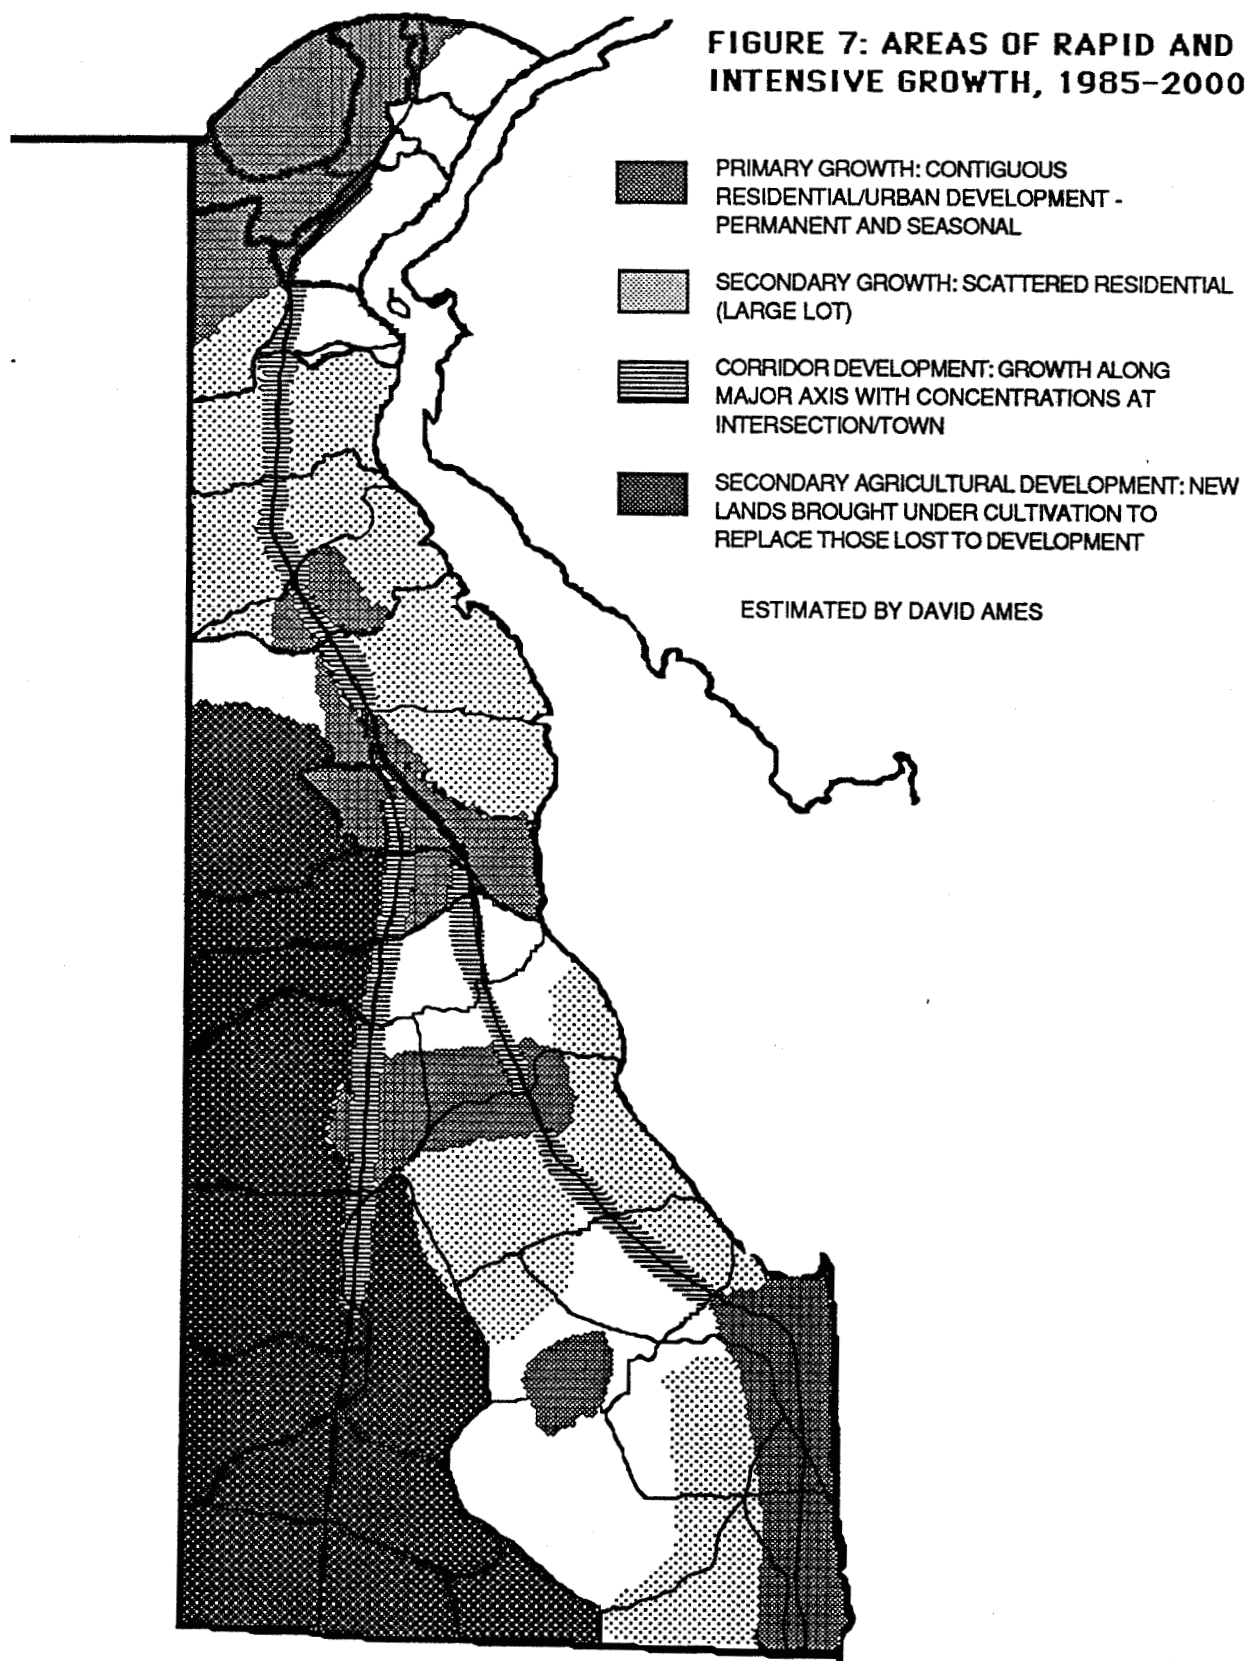 FIGURE 7: AREAS OF RAPID AND
INTENSIVE GROWTH, 1985-2000
PRIMARY GROWTH: CONTIGUOUS
RESIDENTIAL/URBAN DEVELOPMENT -
PERMANENT AND SEASONAL
SECONDARY GROWTH: SCATTERED RESIDENTIAL
(LARGE LOT)
CORRIDOR DEVELOPMENT: GROWTH ALONG
MAJOR AXIS WITH CONCENTRATIONS AT
INTERSECTION/TOWN
SECONDARY AGRICULTURAL DEVELOPMENT: NEW
LANDS BROUGHT UNDER CULTIVATION TO
REPLACE THOSE LOST TO DEVELOPMENT
ESTIMATED BY DAVID AMES